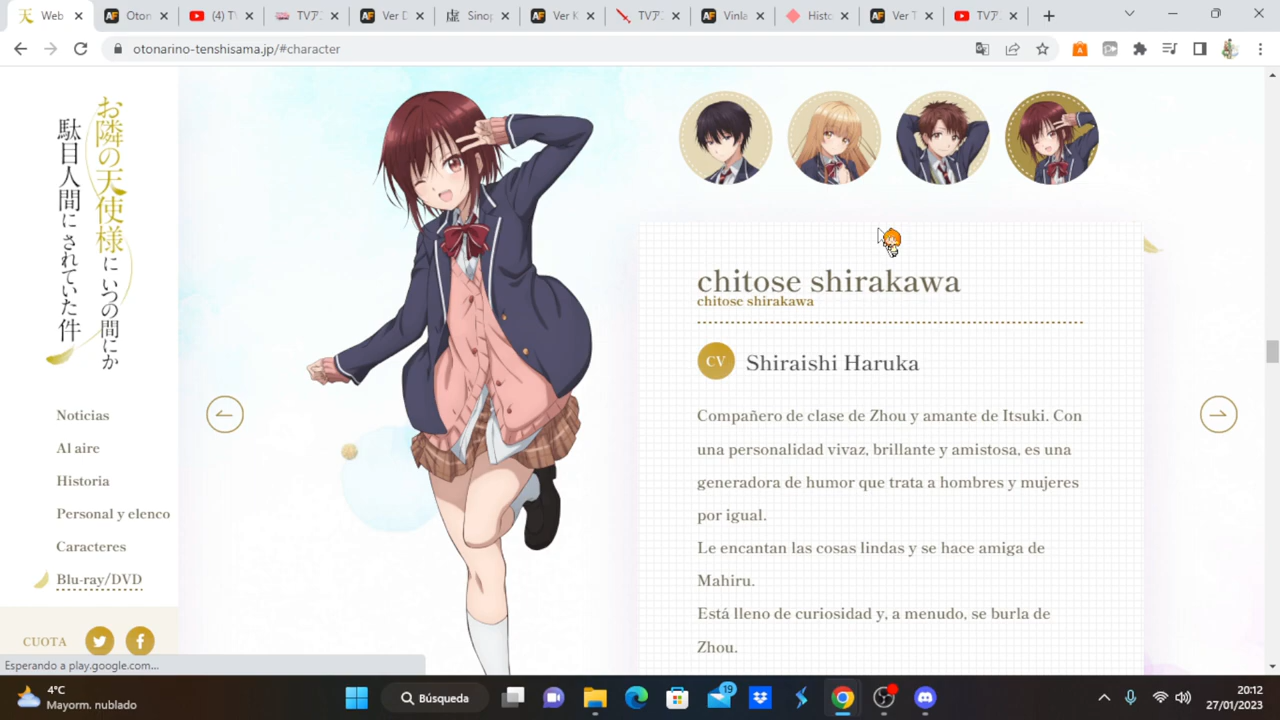 Web
Oton
(4) TV
TVア
Ver D
Sinop
Ver K
TVア
Vinla
Histo
Ver T
TVア
otonarino-tenshisama.jp/#character
お隣の天使様にいつの間にか
駄目人間にされていた件
Noticias
Al aire
Historia
Personal y elenco
Caracteres
Blu-ray/DVD
CUOTA
chitose shirakawa
chitose shirakawa
CV
Shiraishi Haruka
Compañero de clase de Zhou y amante de Itsuki. Con
una personalidad vivaz, brillante y amistosa, es una
generadora de humor que trata a hombres y mujeres
por igual.
Le encantan las cosas lindas y se hace amiga de
Mahiru.
Está lleno de curiosidad y, a menudo, se burla de
Zhou.
Esperando a play.google.com...
4°C
Mayorm. nublado
Búsqueda
19
20:12
27/01/2023